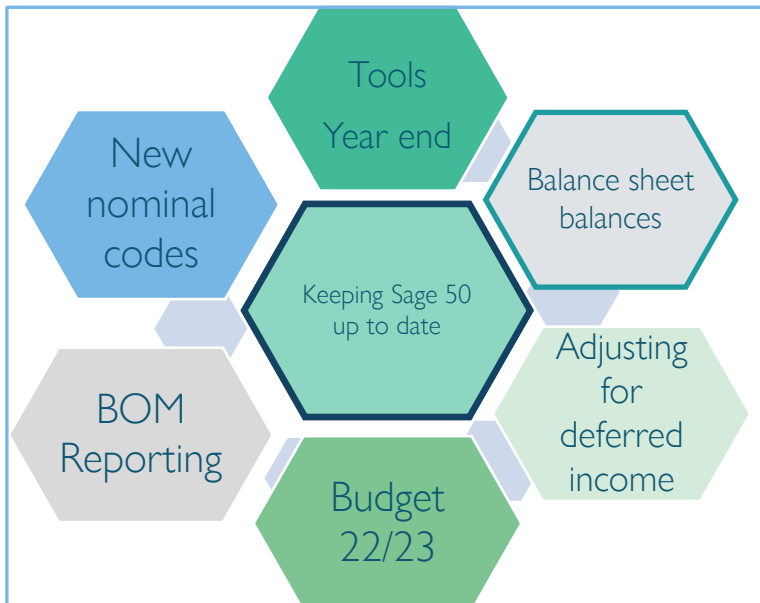 Tools
Year end
New
nominal
codes
Balance sheet
balances
Keeping Sage 50
up to date
Adjusting
for
deferred
income
BOM
Reporting
Budget
22/23